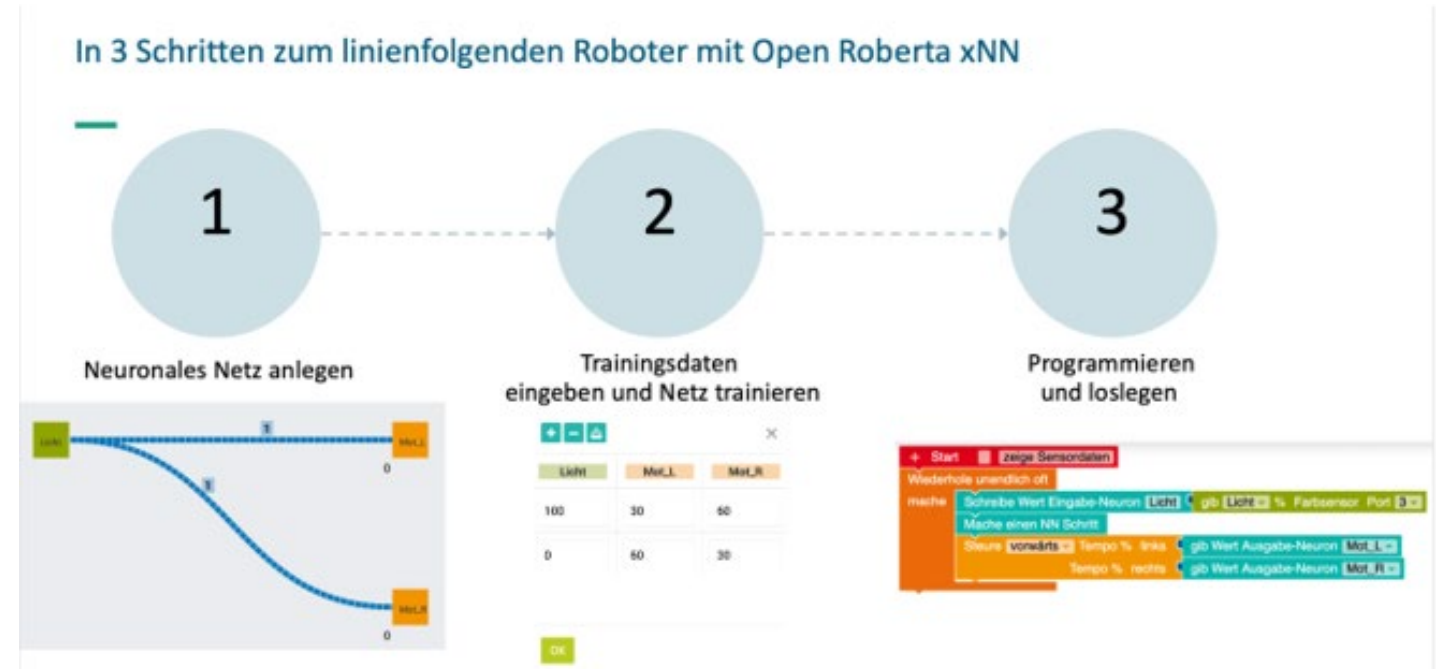 In 3 Schritten zum linienfolgenden Roboter mit Open Roberta xNN
1
2
3
Neuronales Netz anlegen
Licht
1
Mot_L
0
1
Mot_R
0
Trainingsdaten
eingeben und Netz trainieren
+ − ×
Licht Mot_L Mot_R
100 30 60
0 60 30
OK
Programmieren
und loslegen
+ Start zeige Sensordaten
Wiederhole unendlich oft
mache Schreibe Wert Eingabe-Neuron Licht gib Licht % Farbsensor Port 3
Mache einen NN Schritt
Steure vorwärts Tempo % links gib Wert Ausgabe-Neuron Mot_L
Tempo % rechts gib Wert Ausgabe-Neuron Mot_R